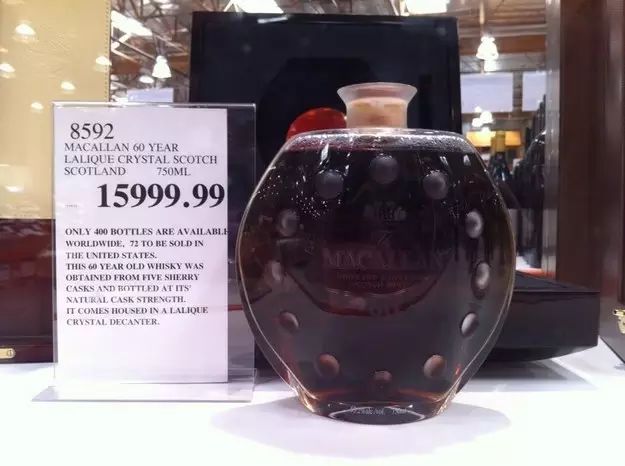 8592
MACALLAN 60 YEAR
LALIQUE CRYSTAL SCOTCH
SCOTLAND 750ML
15999.99
ONLY 400 BOTTLES ARE AVAILABLE
WORLDWIDE, 72 TO BE SOLD IN
THE UNITED STATES.
THIS 60 YEAR OLD WHISKY WAS
OBTAINED FROM FIVE SHERRY
CASKS AND BOTTLED AT ITS'
NATURAL CASK STRENGTH.
IT COMES HOUSED IN A LALIQUE
CRYSTAL DECANTER.
The
MACALLAN